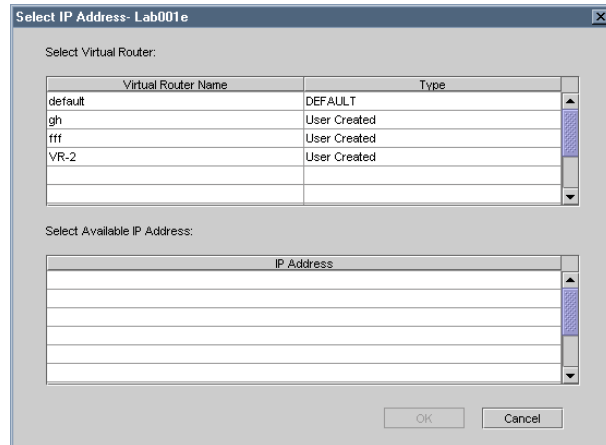 Select IP Address- Lab001e
Select Virtual Router:
Virtual Router Name Type
default DEFAULT
gh User Created
fff User Created
VR-2 User Created
Select Available IP Address:
IP Address
OK Cancel